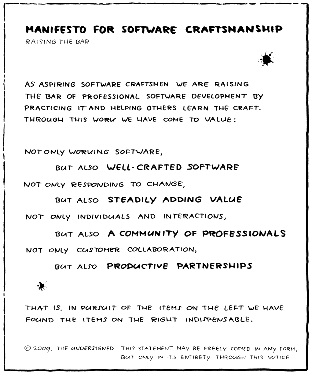 MANIFESTO FOR SOFTWARE CRAFTSMANSHIP
RAISING THE BAR
AS ASPIRING SOFTWARE CRAFTSMEN WE ARE RAISING
THE BAR OF PROFESSIONAL SOFTWARE DEVELOPMENT BY
PRACTICING IT AND HELPING OTHERS LEARN THE CRAFT.
THROUGH THIS WORK WE HAVE COME TO VALUE:
NOT ONLY WORKING SOFTWARE,
BUT ALSO WELL-CRAFTED SOFTWARE
NOT ONLY RESPONDING TO CHANGE,
BUT ALSO STEADILY ADDING VALUE
NOT ONLY INDIVIDUALS AND INTERACTIONS,
BUT ALSO A COMMUNITY OF PROFESSIONALS
NOT ONLY CUSTOMER COLLABORATION,
BUT ALSO PRODUCTIVE PARTNERSHIPS
THAT IS, IN PURSUIT OF THE ITEMS ON THE LEFT WE HAVE
FOUND THE ITEMS ON THE RIGHT INDISPENSABLE.
© 2009, THE UNDERSIGNED. THIS STATEMENT MAY BE FREELY COPIED IN ANY FORM,
BUT ONLY IN ITS ENTIRETY THROUGH THIS NOTICE.